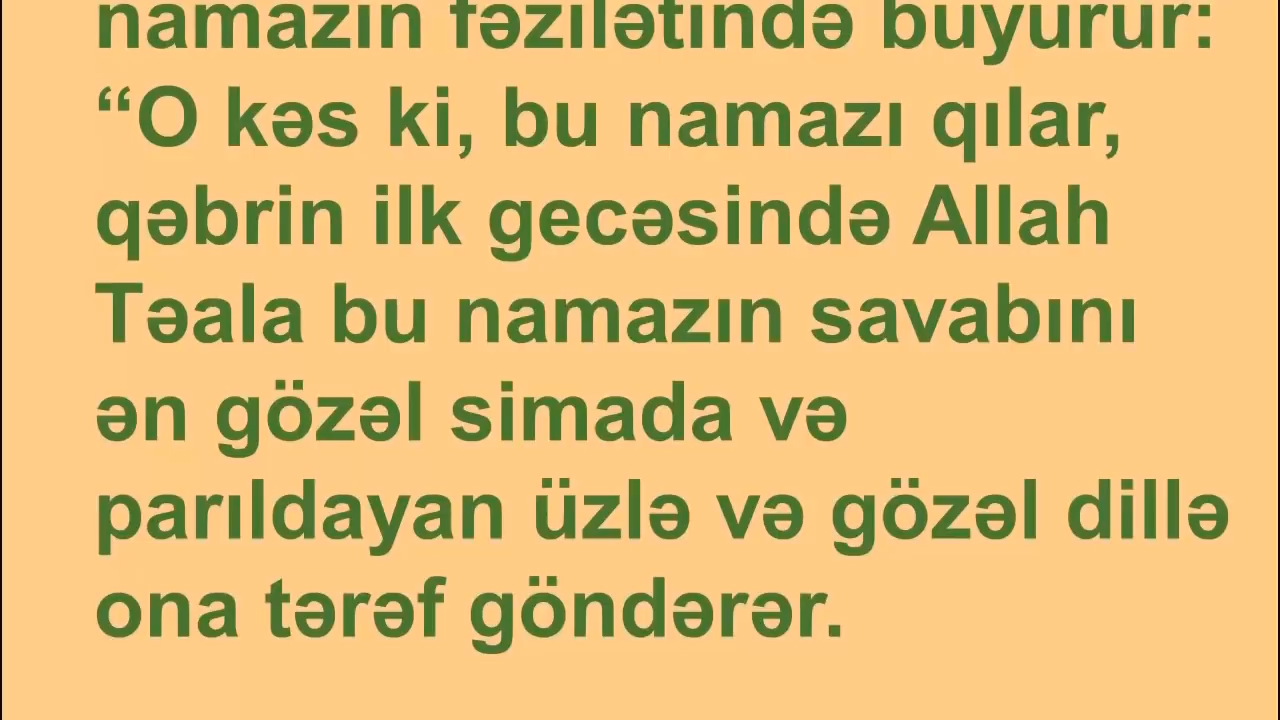 namazın fəzilətində buyurur:
“O kəs ki, bu namazı qılar,
qəbrin ilk gecəsində Allah
Təala bu namazın savabını
ən gözəl simada və
parıldayan üzlə və gözəl dillə
ona tərəf göndərər.